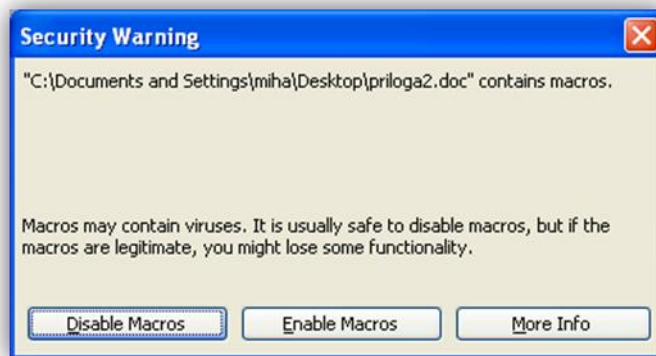 Security Warning
"C:\Documents and Settings\miha\Desktop\priloga2.doc" contains macros.
Macros may contain viruses. It is usually safe to disable macros, but if the
macros are legitimate, you might lose some functionality.
Disable Macros Enable Macros More Info